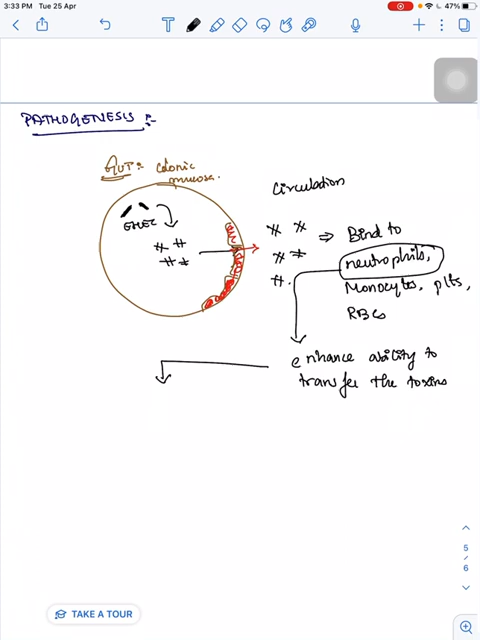 3:33 PM Tue 25 Apr
47%
PATHOGENESIS :-
GUT :- colonic
mucosa.
EHEC
Circulation
⇒ Bind to
neutrophils,
Monocytes, plts,
RBCs
enhance ability to
transfer the toxins
5
/
6
TAKE A TOUR